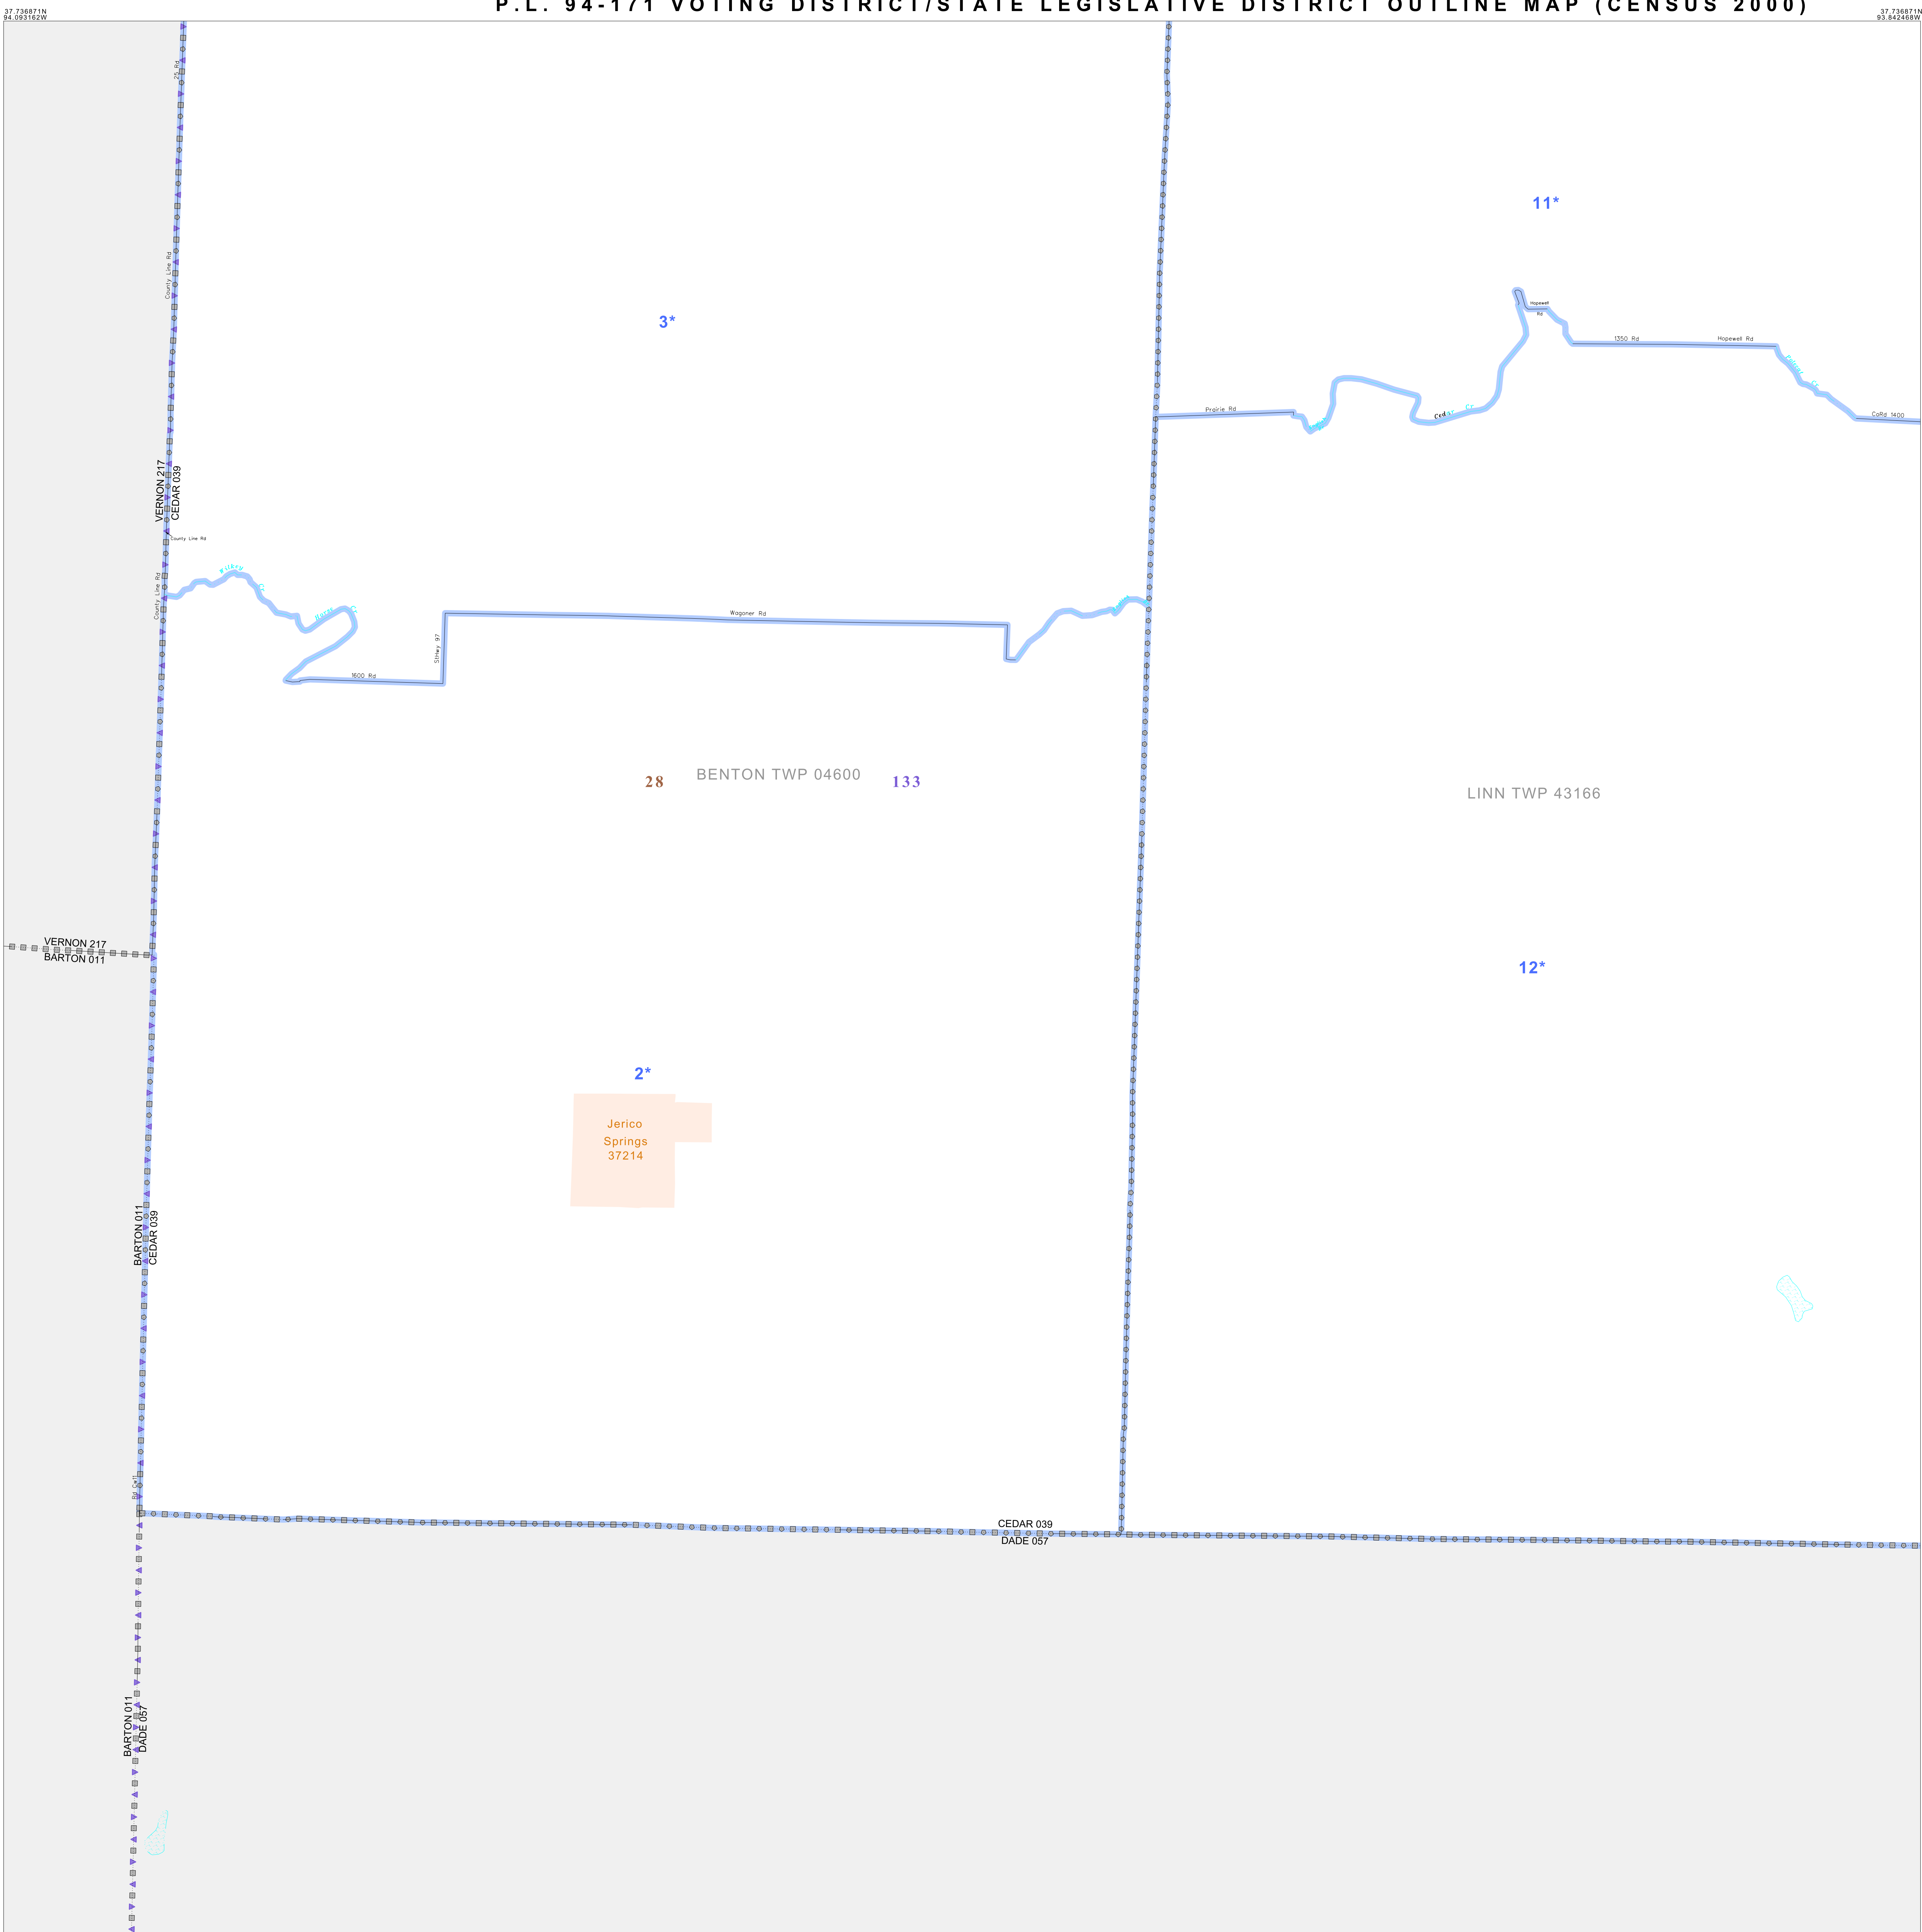 P.L. 94-171 VOTING DISTRICT/STATE LEGISLATIVE DISTRICT OUTLINE MAP (CENSUS 2000)
37.736871N
94.093162W
37.736871N
93.842468W
25 Rd
11*
County Line Rd
3*
Hopewell
Rd
1350 Rd
Hopewell Rd
Prairie Rd
Cedar Cr
CoRd 1400
VERNON 217
CEDAR 039
County Line Rd
County Line Rd
Horse Cr
Wagoner Rd
StHwy 97
1600 Rd
28
BENTON TWP 04600
133
LINN TWP 43166
VERNON 217
BARTON 011
12*
2*
Jerico
Springs
37214
BARTON 011
CEDAR 039
CEDAR 039
DADE 057
BARTON 011
DADE 057